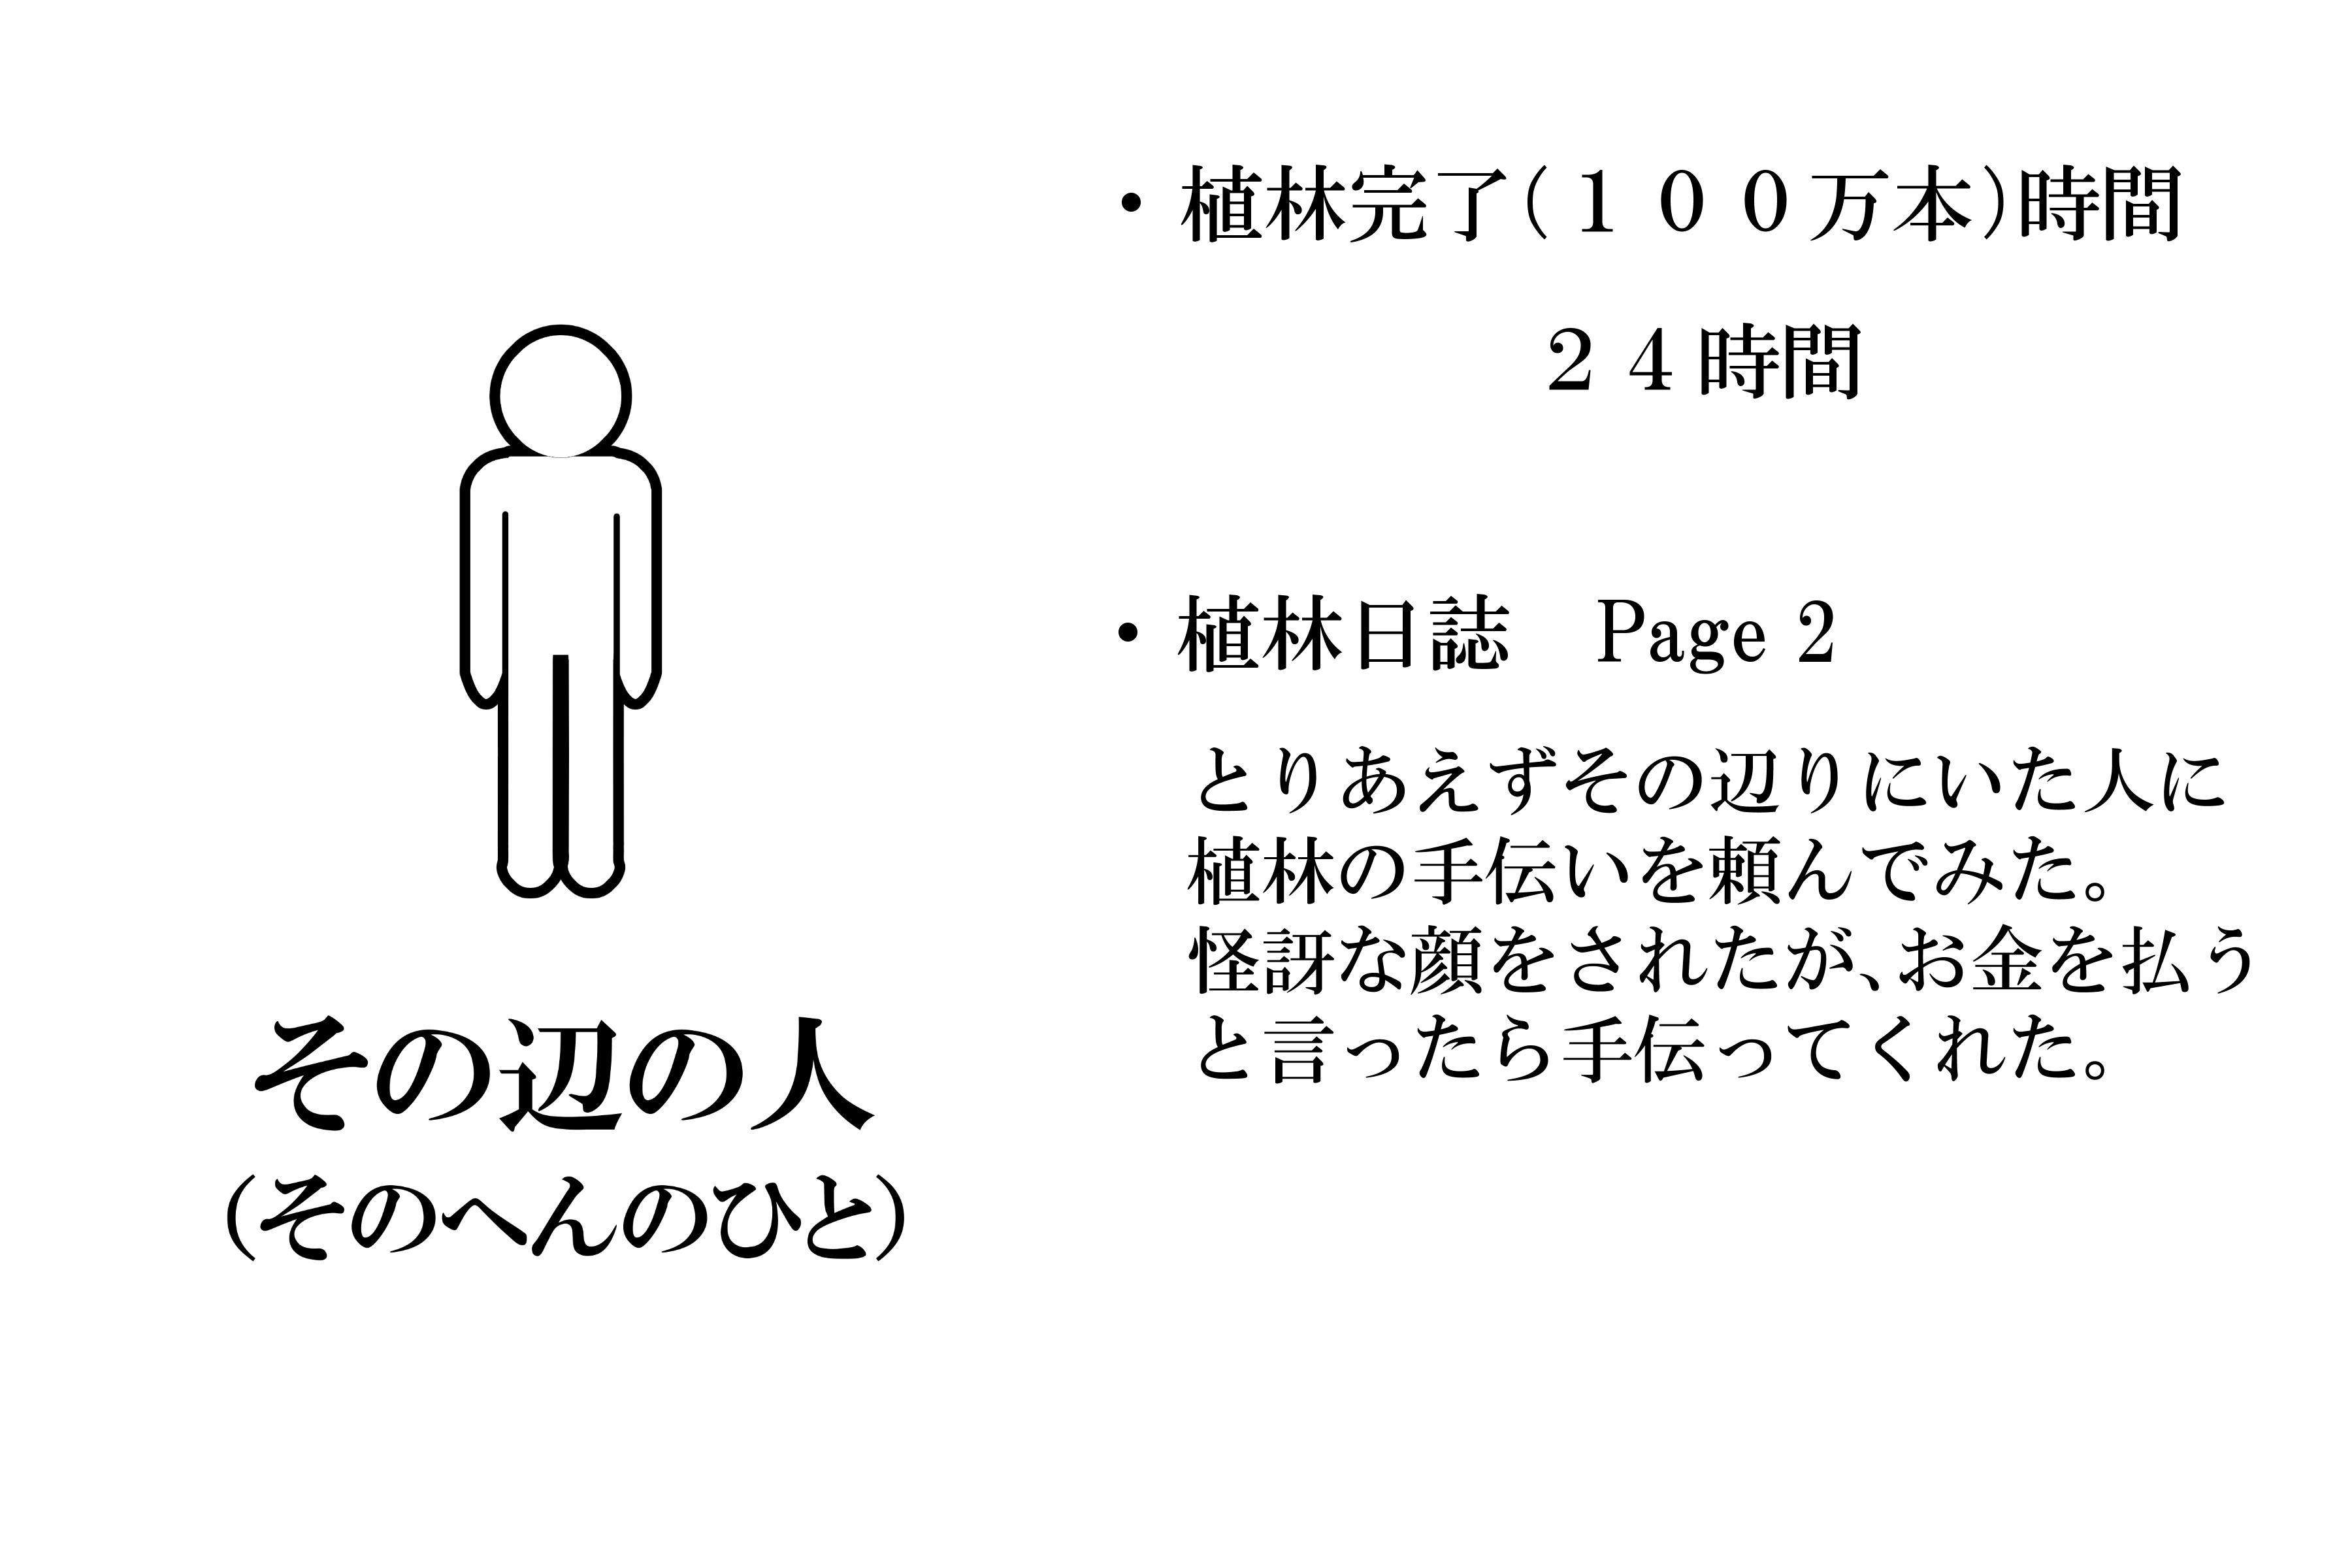 ・植林完了(１００万本)時間
２４時間
・植林日誌　Page 2
とりあえずその辺りにいた人に
植林の手伝いを頼んでみた。
怪訝な顔をされたが、お金を払う
と言ったら手伝ってくれた。
その辺の人
(そのへんのひと)